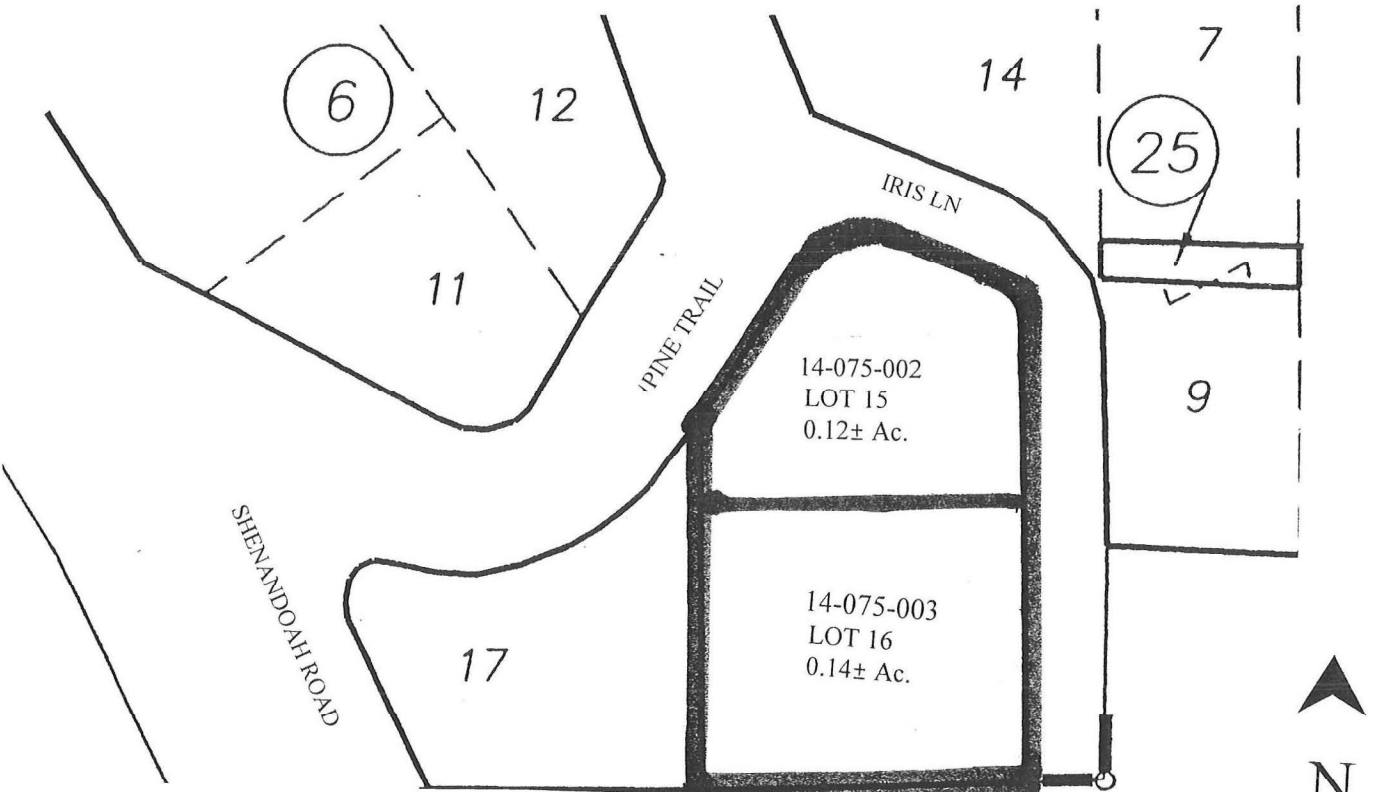 7
14
6
12
25
IRIS LN
11
PINE TRAIL
14-075-002
LOT 15
0.12± Ac.
9
SHENANDOAH ROAD
14-075-003
LOT 16
0.14± Ac.
17
N